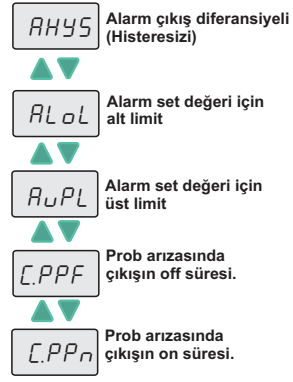 AHYS
Alarm çıkış diferansiyeli
(Histeresizi)
ALoL
Alarm set değeri için
alt limit
AuPL
Alarm set değeri için
üst limit
C.PPF
Prob arızasında
çıkışın off süresi.
C.PPn
Prob arızasında
çıkışın on süresi.